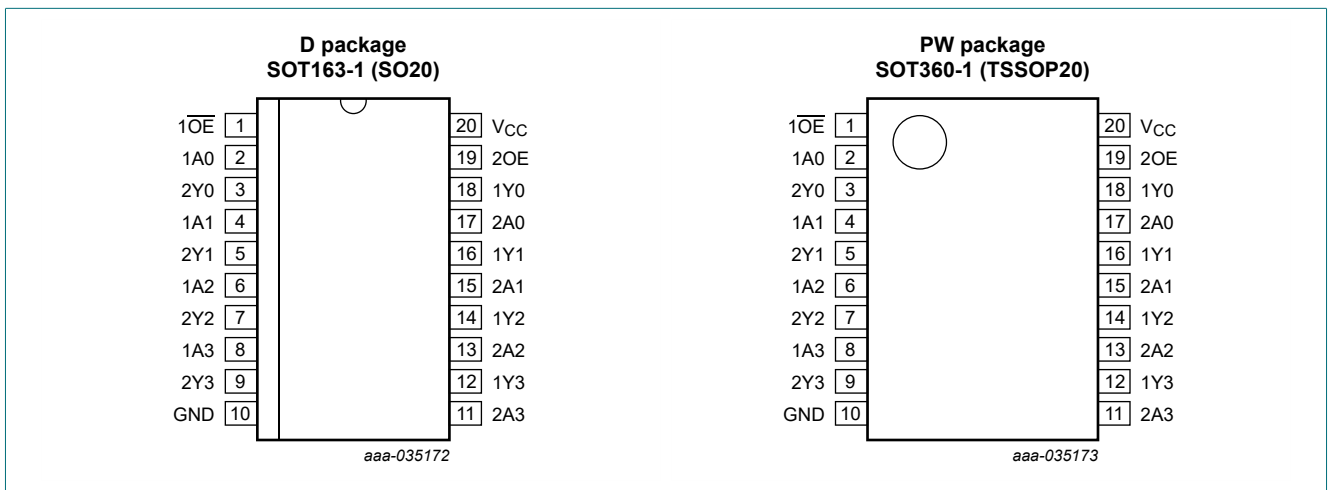 D package
SOT163-1 (SO20)
1O̅E̅ 1
1A0 2
2Y0 3
1A1 4
2Y1 5
1A2 6
2Y2 7
1A3 8
2Y3 9
GND 10
20 VCC
19 2OE
18 1Y0
17 2A0
16 1Y1
15 2A1
14 1Y2
13 2A2
12 1Y3
11 2A3
aaa-035172
PW package
SOT360-1 (TSSOP20)
1O̅E̅ 1
1A0 2
2Y0 3
1A1 4
2Y1 5
1A2 6
2Y2 7
1A3 8
2Y3 9
GND 10
20 VCC
19 2OE
18 1Y0
17 2A0
16 1Y1
15 2A1
14 1Y2
13 2A2
12 1Y3
11 2A3
aaa-035173